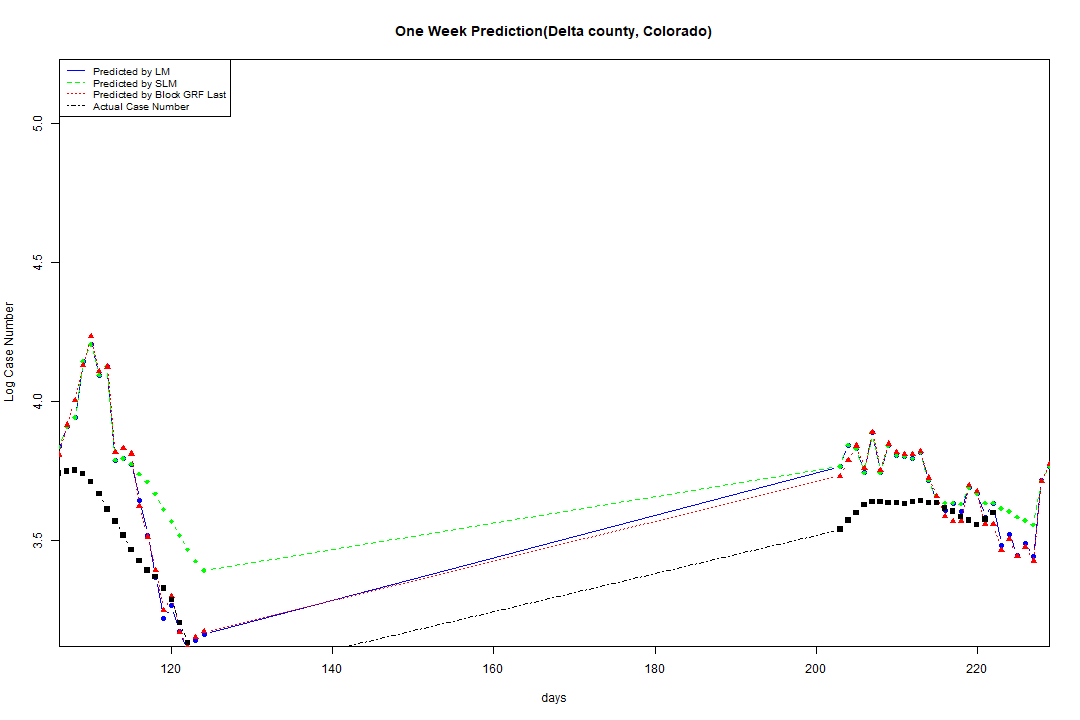 One Week Prediction(Delta county, Colorado)
Predicted by LM
Predicted by SLM
Predicted by Block GRF Last
Actual Case Number
Log Case Number
5.0
4.5
4.0
3.5
120 140 160 180 200 220
days